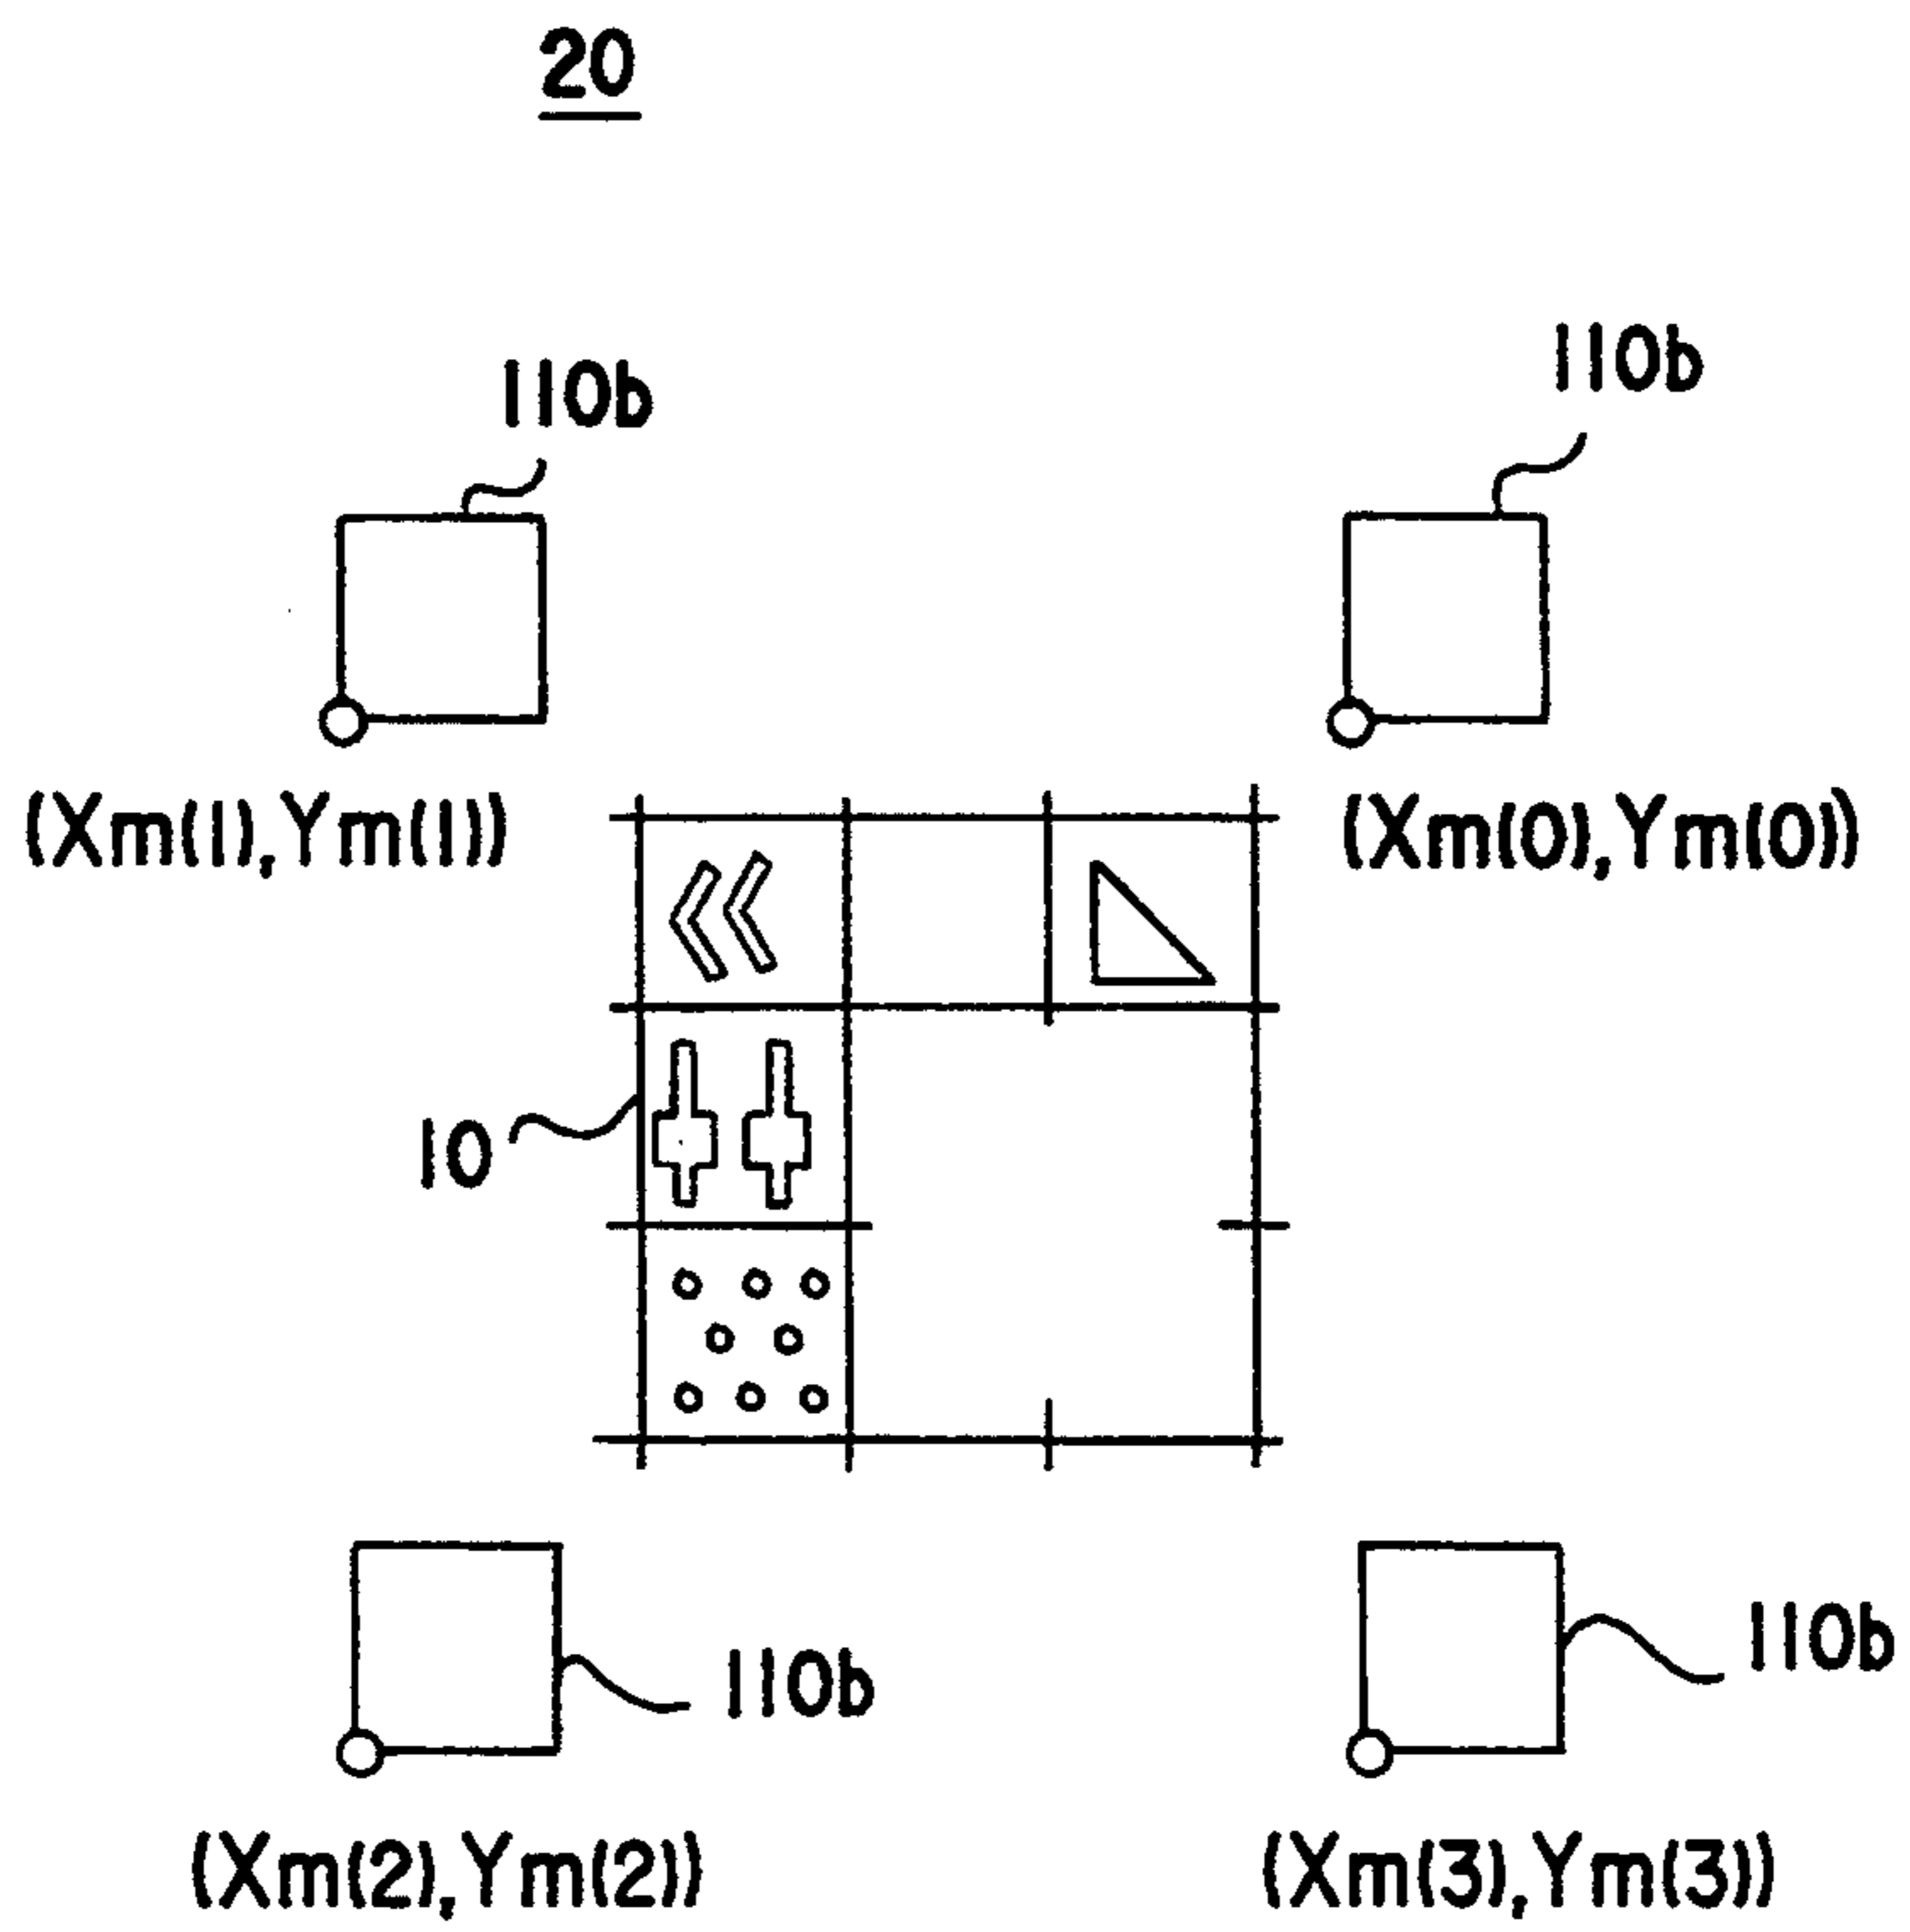 20
110b
110b
(Xm(1),Ym(1))
(Xm(0),Ym(0))
10
110b
110b
(Xm(2),Ym(2))
(Xm(3),Ym(3))